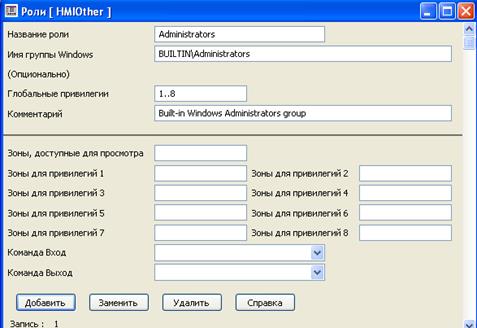 Роли [ HMIOther ]
Название роли Administrators
Имя группы Windows BUILTIN\Administrators
(Опционально)
Глобальные привилегии 1..8
Комментарий Built-in Windows Administrators group
Зоны, доступные для просмотра
Зоны для привилегий 1 Зоны для привилегий 2
Зоны для привилегий 3 Зоны для привилегий 4
Зоны для привилегий 5 Зоны для привилегий 6
Зоны для привилегий 7 Зоны для привилегий 8
Команда Вход
Команда Выход
Добавить Заменить Удалить Справка
Запись : 1